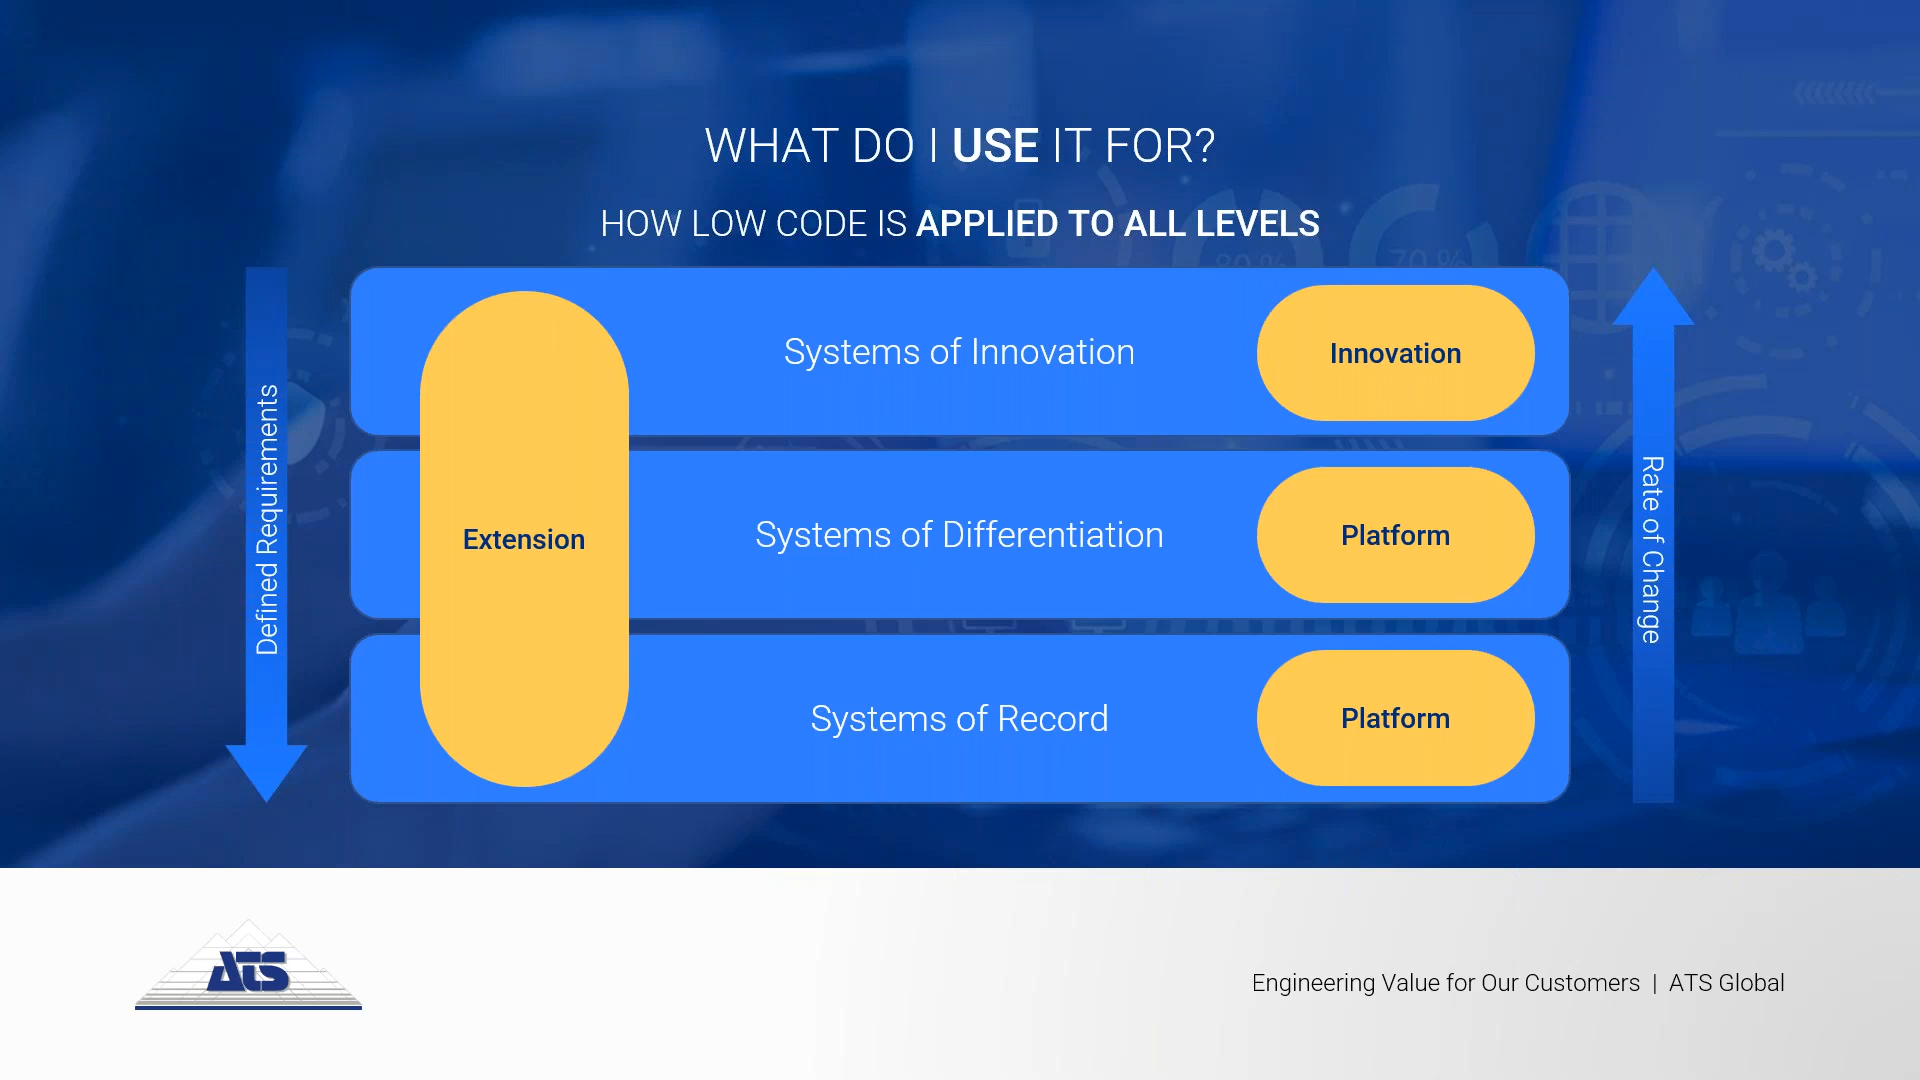 WHAT DO I USE IT FOR?
HOW LOW CODE IS APPLIED TO ALL LEVELS
80 %
70 %
Defined Requirements
Extension
Systems of Innovation
Innovation
Systems of Differentiation
Platform
Systems of Record
Platform
Rate of Change
ATS
Engineering Value for Our Customers | ATS Global